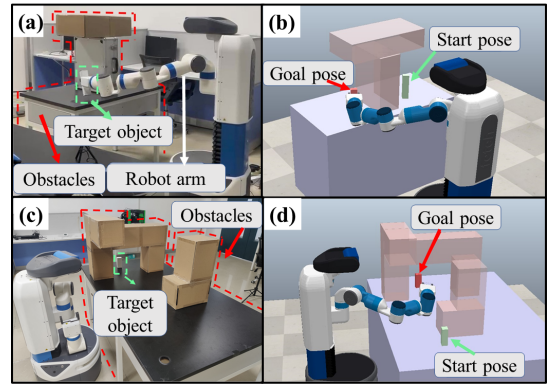 (a)
Target object
Obstacles
Robot arm
(b)
Start pose
Goal pose
(c)
Obstacles
Target
object
(d)
Goal pose
Start pose